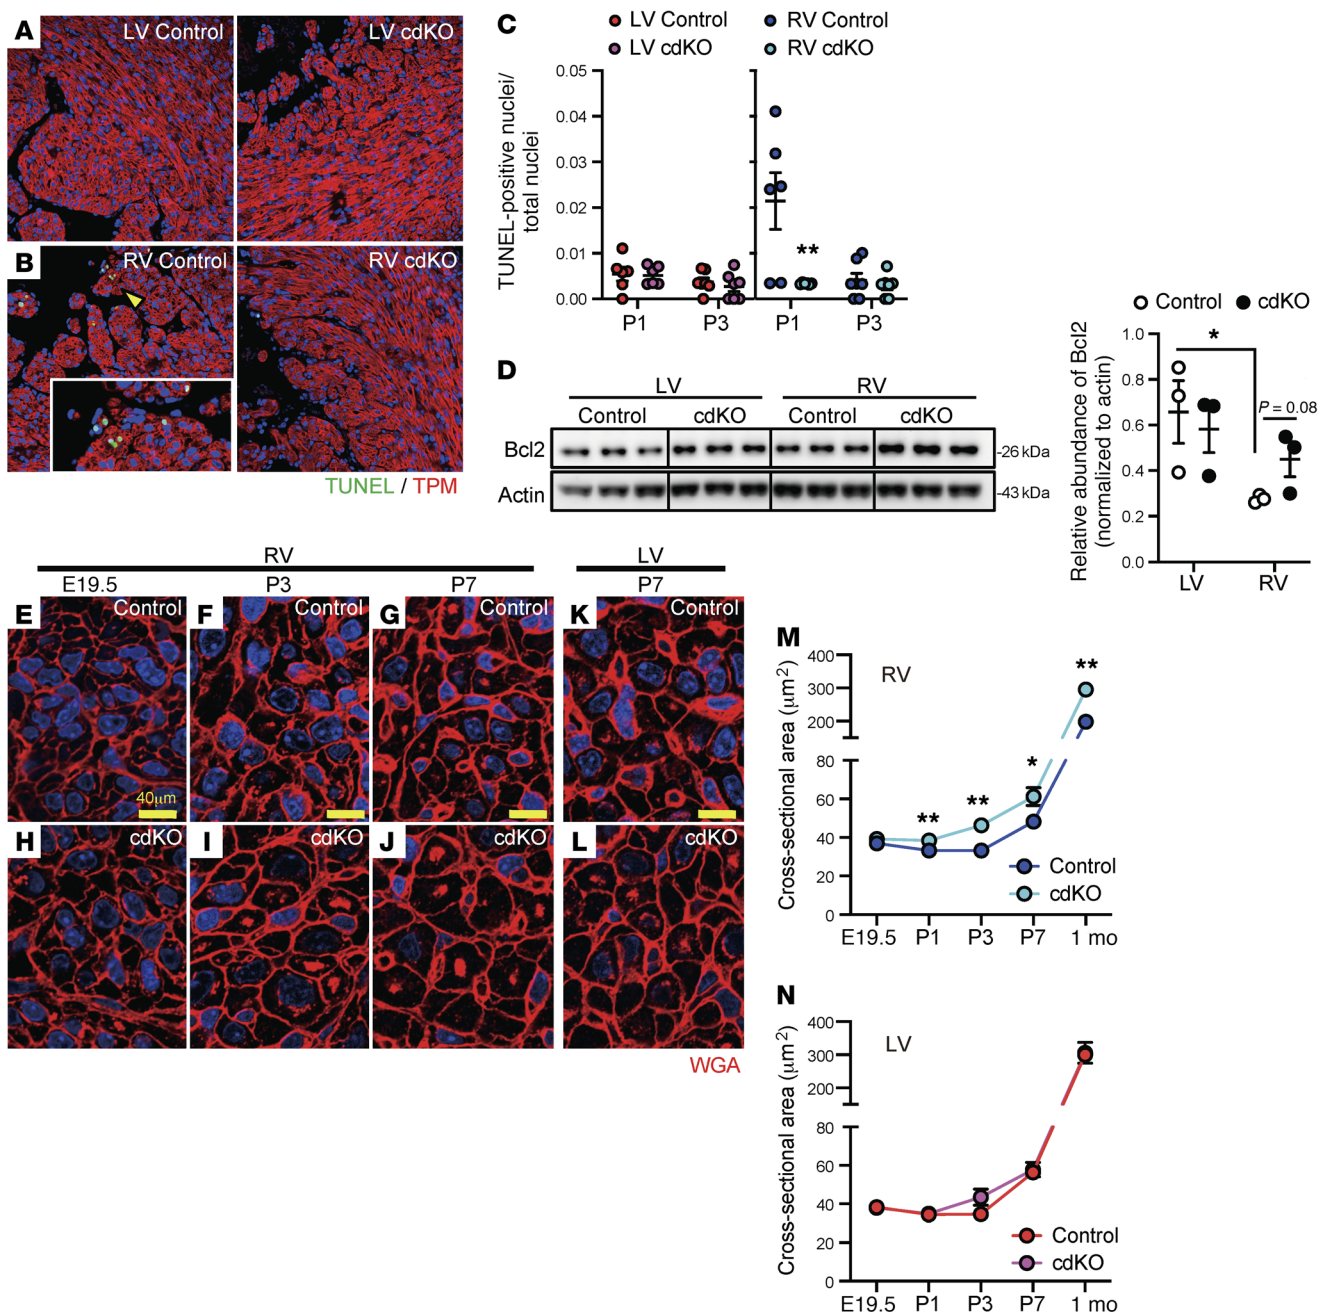 A
LV Control
LV cdKO
B
RV Control
RV cdKO
TUNEL / TPM
C
LV Control
RV Control
LV cdKO
RV cdKO
TUNEL-positive nuclei/
total nuclei
0.05
0.04
0.03
0.02
0.01
0.00
**
P1
P3
P1
P3
D
LV
RV
Control
cdKO
Control
cdKO
Bcl2
-26 kDa
Actin
-43 kDa
Control
cdKO
Relative abundance of Bcl2
(normalized to actin)
1.0
0.8
0.6
0.4
0.2
0.0
*
P = 0.08
LV
RV
RV
LV
E19.5
P3
P7
P7
E
Control
F
Control
G
Control
K
Control
40μm
H
cdKO
I
cdKO
J
cdKO
L
cdKO
WGA
M
RV
Cross-sectional area (μm2)
400
300
200
80
60
40
20
0
**
**
*
**
Control
cdKO
E19.5
P1
P3
P7
1 mo
N
LV
Cross-sectional area (μm2)
400
300
200
80
60
40
20
0
Control
cdKO
E19.5
P1
P3
P7
1 mo